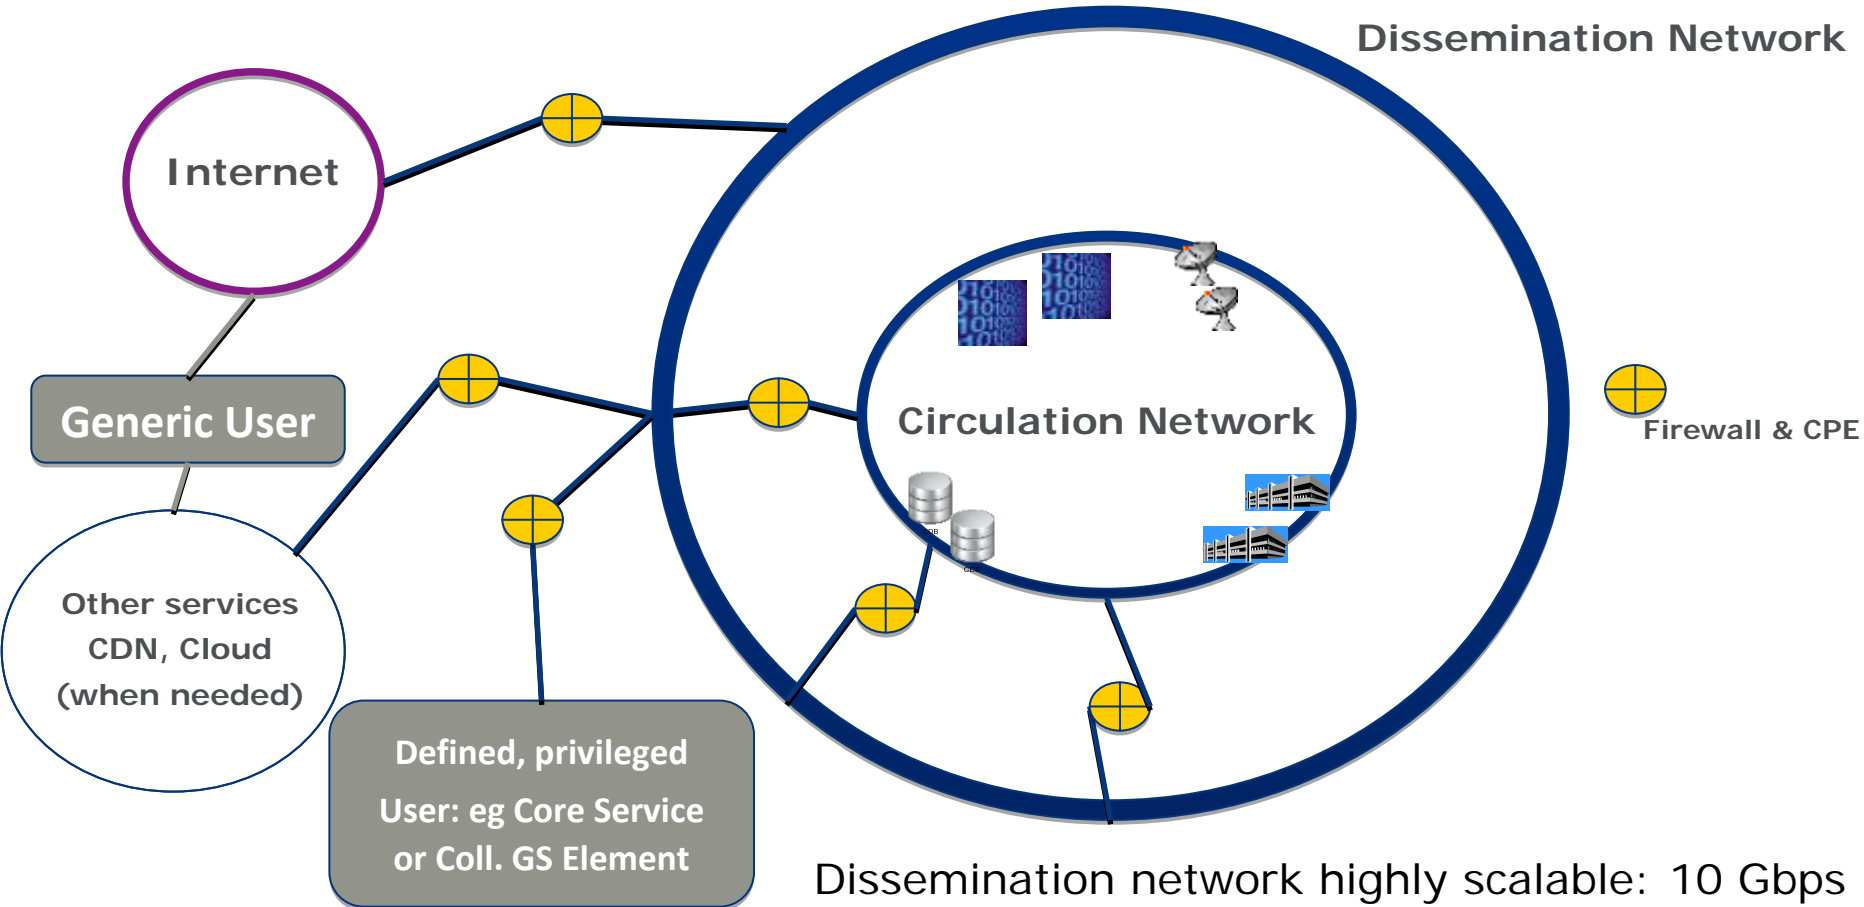 Dissemination Network
Internet
Generic User
Circulation Network
Firewall & CPE
Other services
CDN, Cloud
(when needed)
Defined, privileged
User: eg Core Service
or Coll. GS Element
Dissemination network highly scalable: 10 Gbps